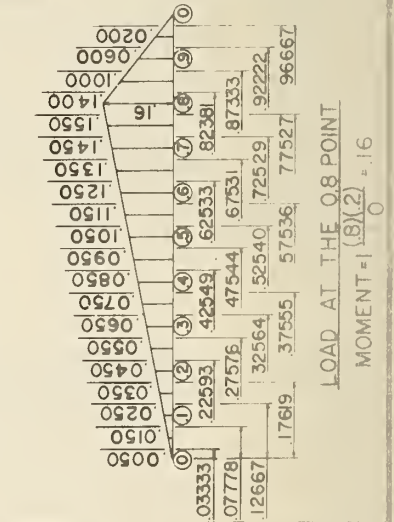 0050 0150 0250 0350 0450 0550 0650 0750 0850 0950 1050 1150 1250 1350 1450 1550 1400 1000 0600 0200
.16
0 1 2 3 4 5 6 7 8 9 0
.03333 .22593 42549 62533 .82381
.07778 .27576 47544 67531 .87333
.12667 32564 52540 72529 92222
.17619 .37555 57536 77527 96667
LOAD AT THE 0.8 POINT
MOMENT = 1 (.8)(.2) = .16
0